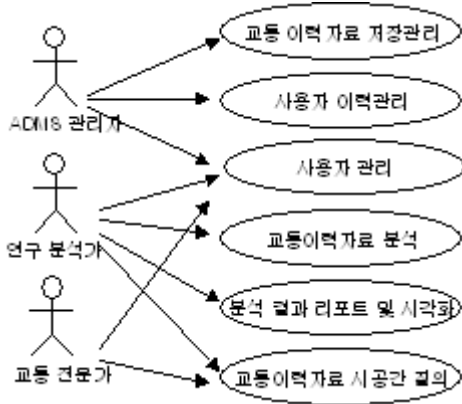 교통 이력자료 저장관리
사용자 이력관리
ADMS 관리자
사용자 관리
교통이력자료 분석
연구 분석가
분석 결과 리포트 및 시각화
교통 전문가
교통이력자료 시공간 질의